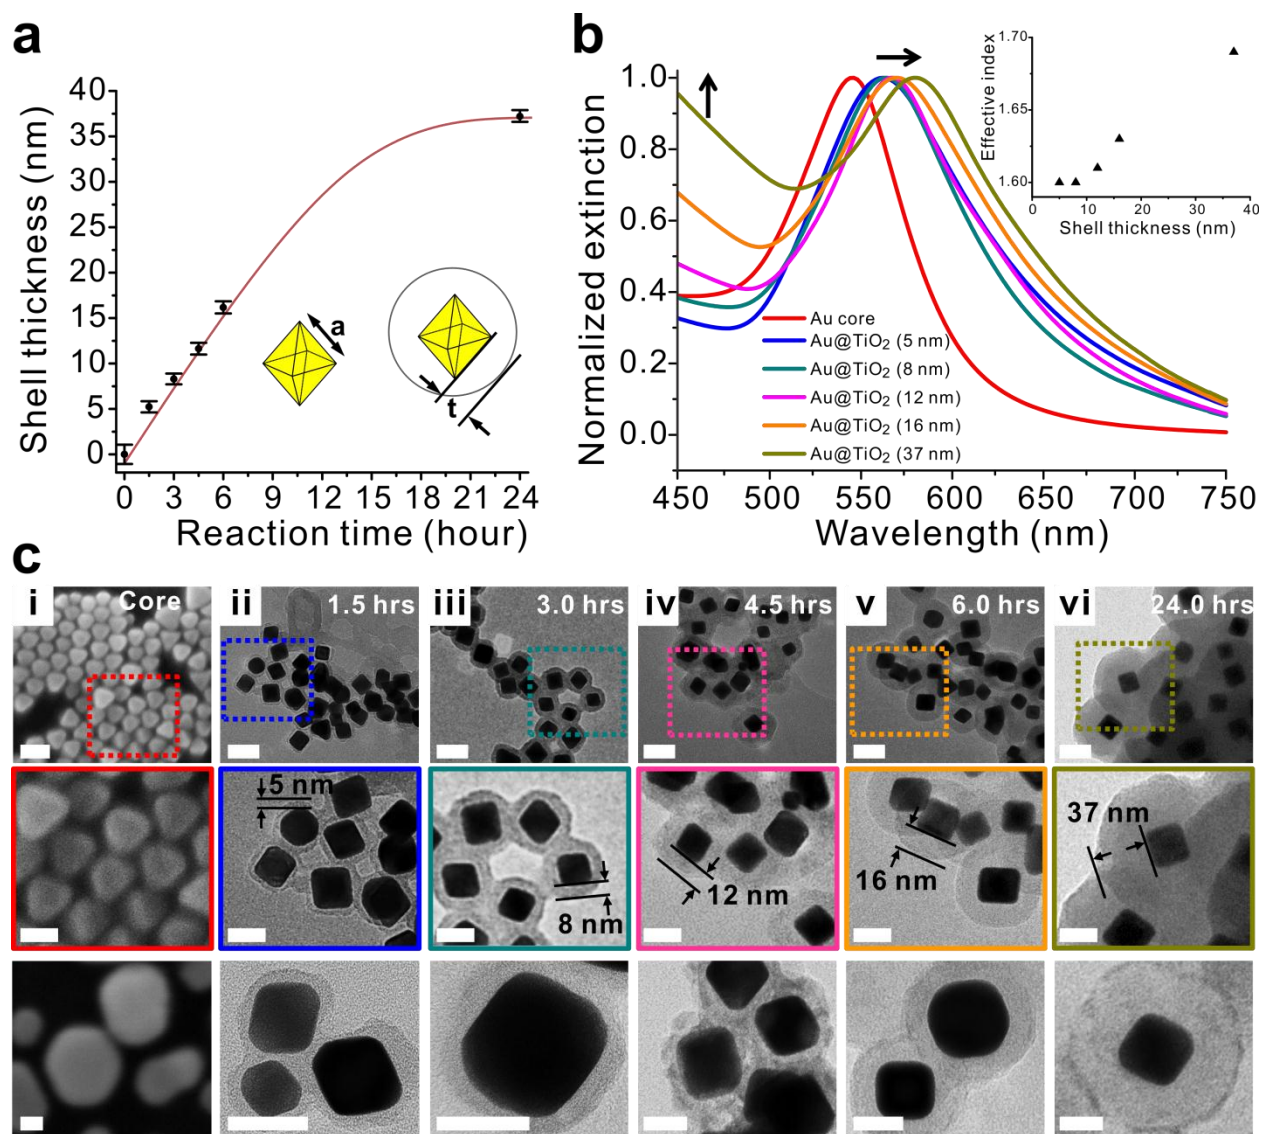 a
Shell thickness (nm)
40
35
30
25
20
15
10
5
0
0 3 6 9 12 15 18 21 24
Reaction time (hour)
a
t
b
Normalized extinction
1.0
0.8
0.6
0.4
0.2
0.0
450 500 550 600 650 700 750
Wavelength (nm)
Au core
Au@TiO₂ (5 nm)
Au@TiO₂ (8 nm)
Au@TiO₂ (12 nm)
Au@TiO₂ (16 nm)
Au@TiO₂ (37 nm)
Effective index
1.70
1.65
1.60
0 10 20 30 40
Shell thickness (nm)
c
i Core
ii 1.5 hrs
iii 3.0 hrs
iv 4.5 hrs
v 6.0 hrs
vi 24.0 hrs
5 nm
8 nm
12 nm
16 nm
37 nm